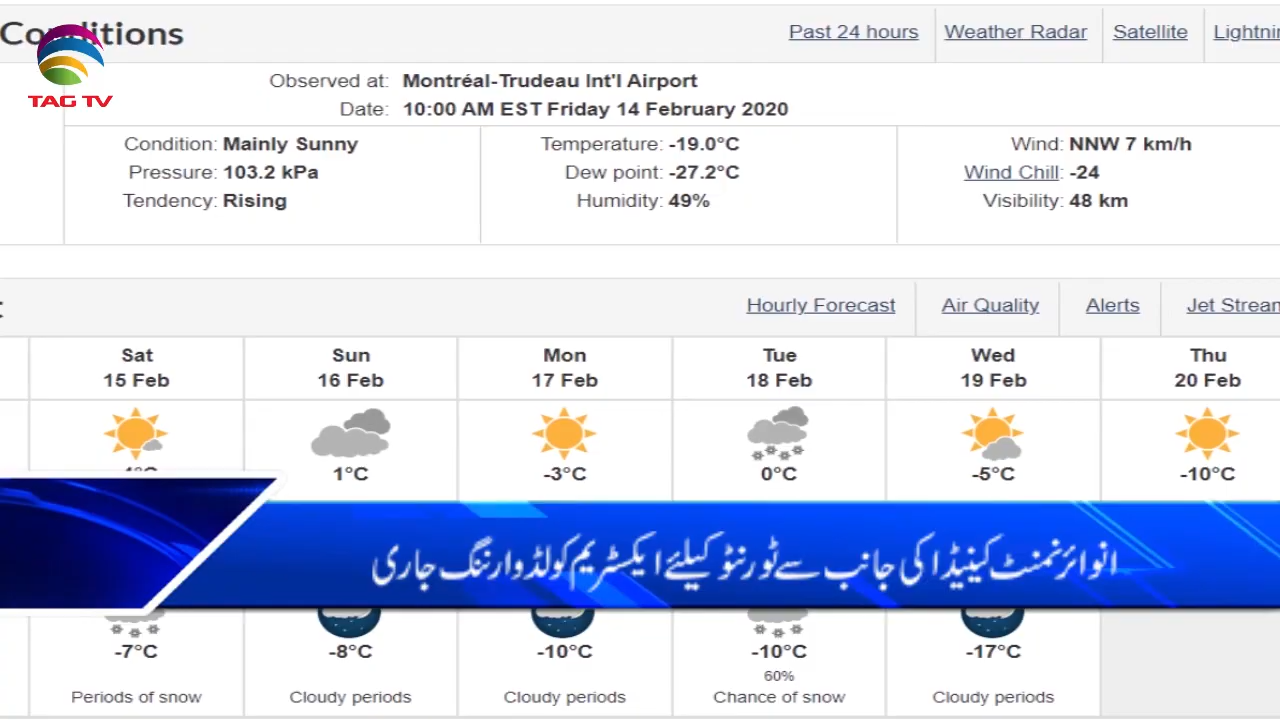 Conditions
Past 24 hours
Weather Radar
Satellite
TAG TV
Observed at: Montréal-Trudeau Int'l Airport
Date: 10:00 AM EST Friday 14 February 2020
Condition: Mainly Sunny
Temperature: -19.0°C
Wind: NNW 7 km/h
Pressure: 103.2 kPa
Dew point: -27.2°C
Wind Chill: -24
Tendency: Rising
Humidity: 49%
Visibility: 48 km
Hourly Forecast
Air Quality
Alerts
Jet Stream
Sat Sun Mon Tue Wed Thu
15 Feb 16 Feb 17 Feb 18 Feb 19 Feb 20 Feb
1°C -3°C 0°C -5°C -10°C
انوائرنمنٹ کینیڈا کی جانب سے ٹورنٹو کیلئے ایکسٹریم کولڈ وارننگ جاری
-7°C -8°C -10°C -10°C -17°C
60%
Periods of snow Cloudy periods Cloudy periods Chance of snow Cloudy periods